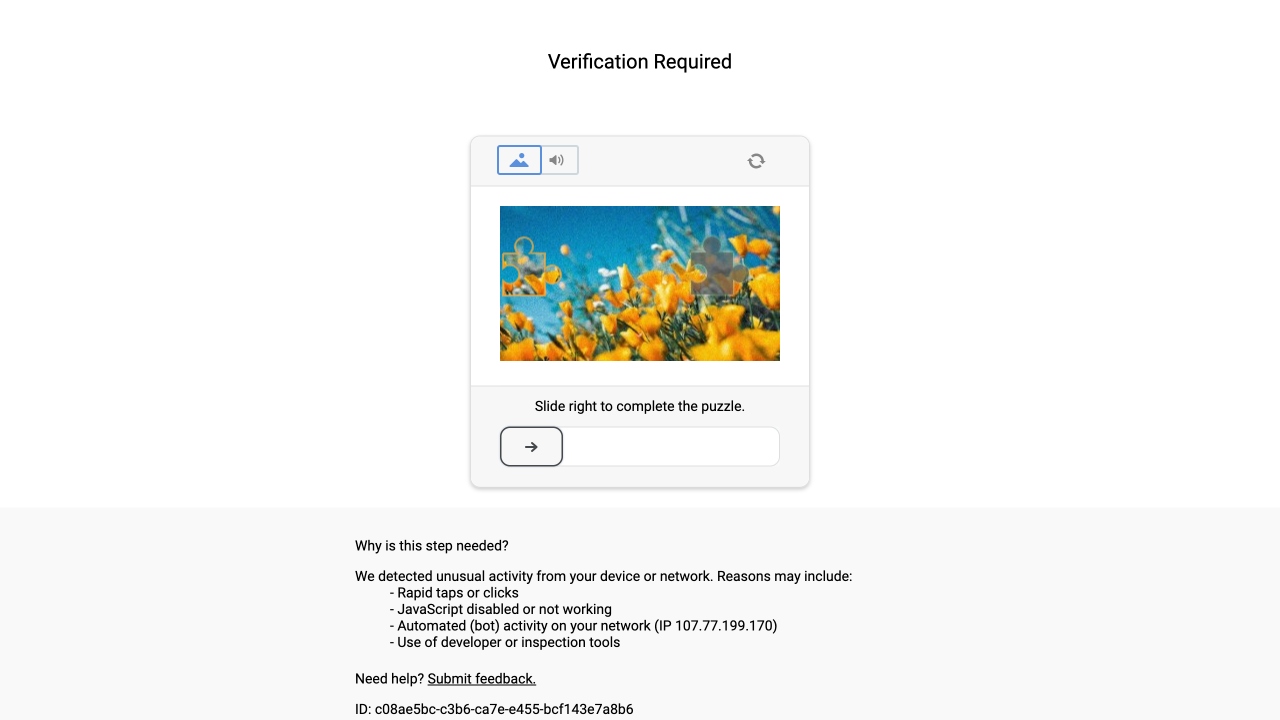 Verification Required
Slide right to complete the puzzle.
Why is this step needed?
We detected unusual activity from your device or network. Reasons may include:
- Rapid taps or clicks
- JavaScript disabled or not working
- Automated (bot) activity on your network (IP 107.77.199.170)
- Use of developer or inspection tools
Need help? Submit feedback.
ID: c08ae5bc-c3b6-ca7e-e455-bcf143e7a8b6